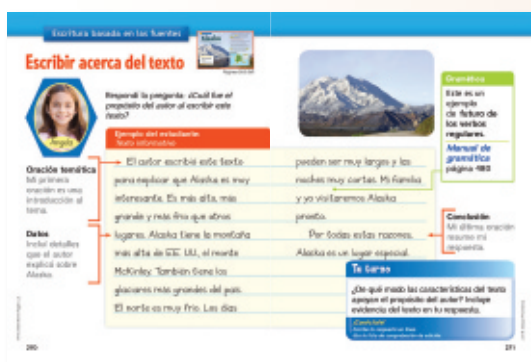 Escritura basada en las fuentes
Escribir acerca del texto
Respondí la pregunta: ¿Cuál fue el
propósito del autor al escribir este
texto?
Angela
Ejemplo del estudiante
Texto informativo
Oración temática
Mi primera
oración es una
introducción al
tema.
Datos
Incluí detalles
que el autor
explicó sobre
Alaska.
El autor escribió este texto
para explicar que Alaska es muy
interesante. Es más alta, más
grande y más fría que otros
lugares. Alaska tiene la montaña
más alta de EE. UU., el monte
McKinley. También tiene los
glaciares más grandes del país.
El norte es muy frío. Los días
pueden ser muy largos y las
noches muy cortas. Mi familia
y yo visitaremos Alaska
pronto.
Por todas estas razones,
Alaska es un lugar especial.
Gramática
Este es un
ejemplo
de futuro de
los verbos
regulares.
Manual de
gramática
página 480
Conclusión
Mi última oración
resume mi
respuesta.
Tu turno
¿De qué modo las características del texto
apoyan el propósito del autor? Incluye
evidencia del texto en tu respuesta.
¡Conéctate!
290
291